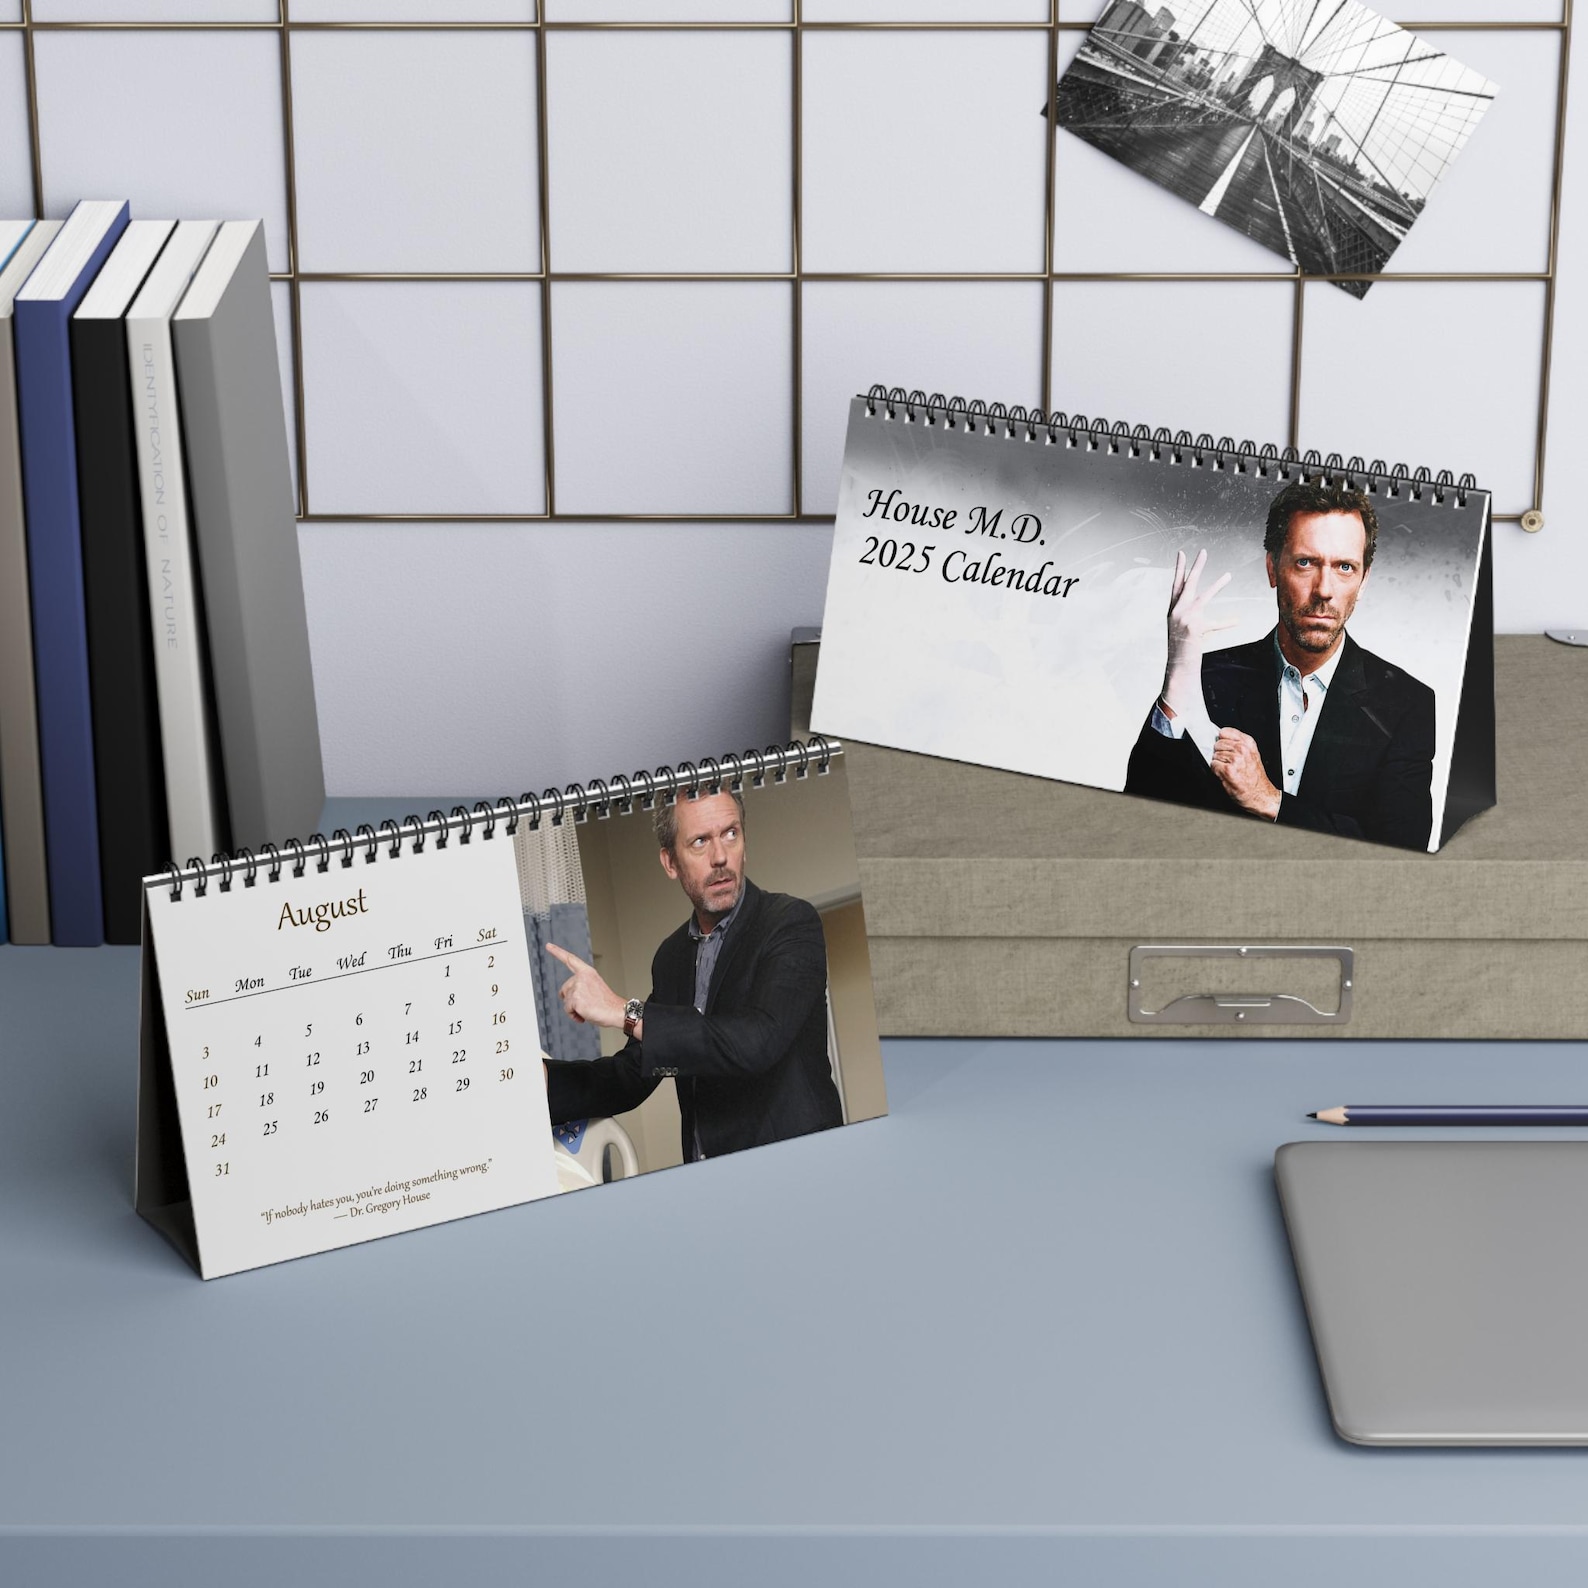 IDENTYFICATION OF NATURE
House M.D.
2025 Calendar
August
Sun Mon Tue Wed Thu Fri Sat
1 2
3 4 5 6 7 8 9
10 11 12 13 14 15 16
17 18 19 20 21 22 23
24 25 26 27 28 29 30
31
“If nobody hates you, you’re doing something wrong.”
— Dr. Gregory House